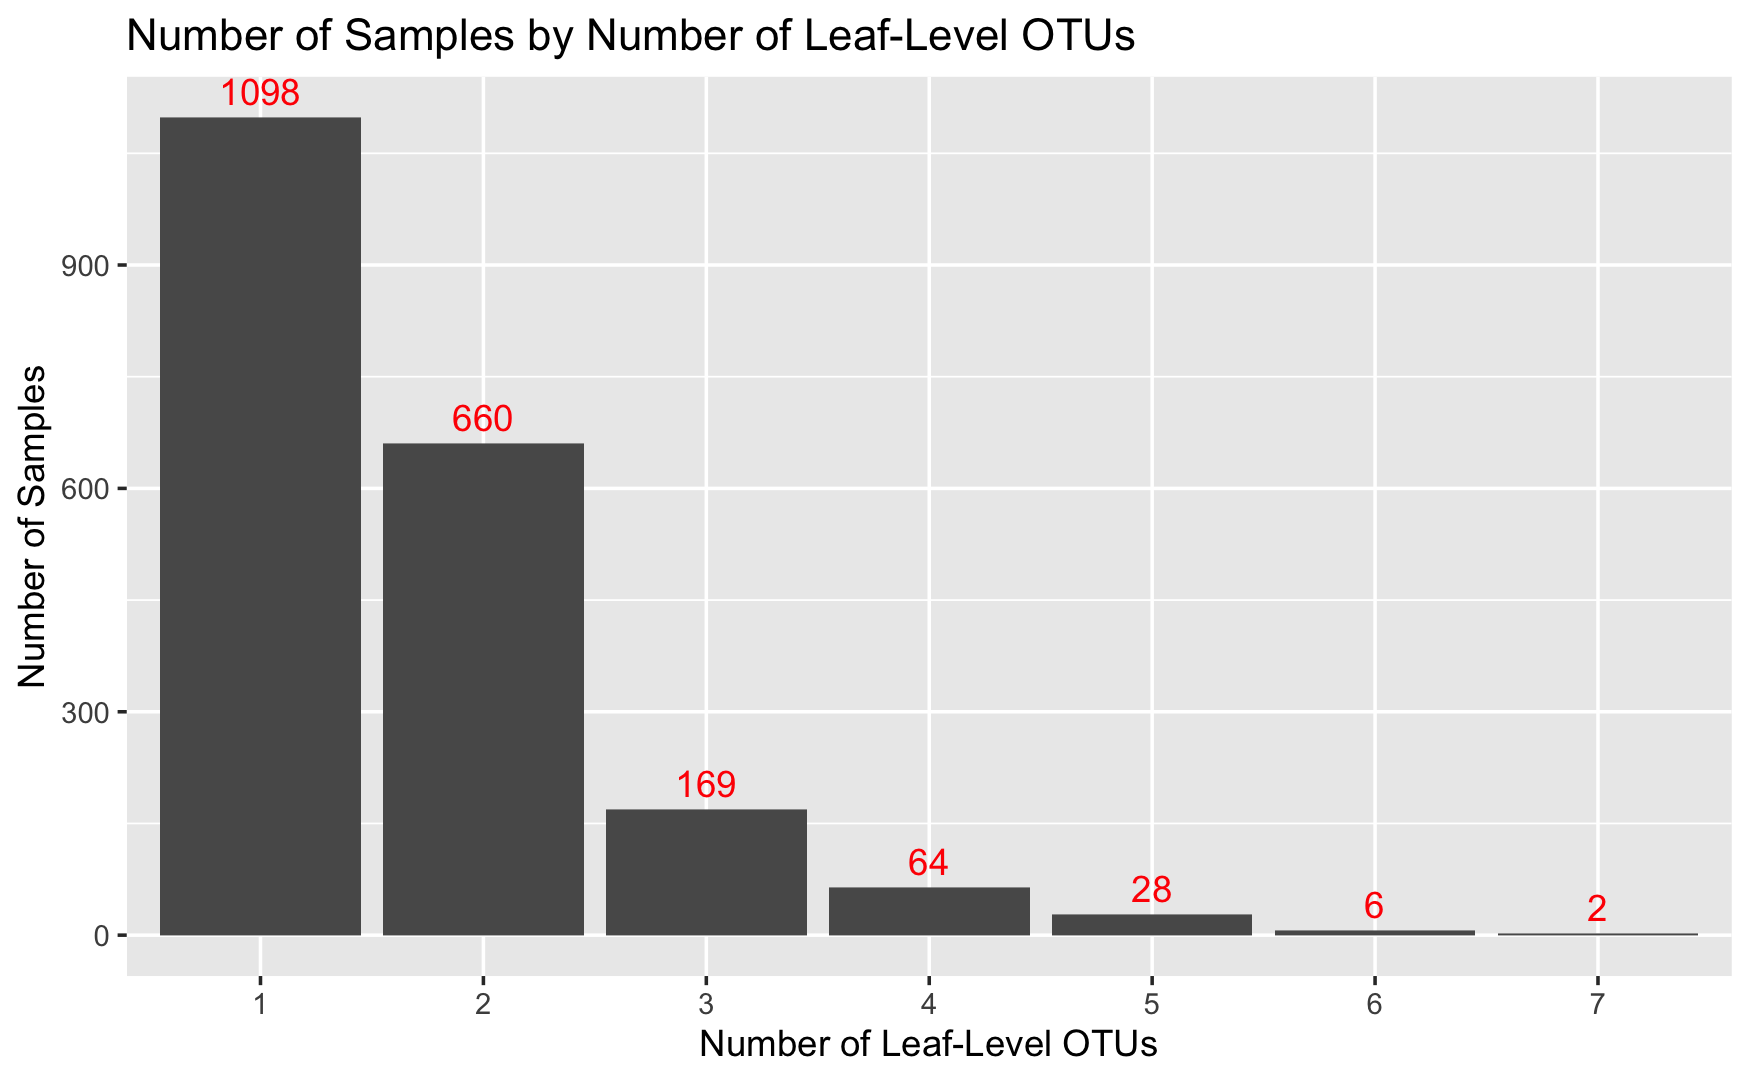 Number of Samples by Number of Leaf-Level OTUs
1098
900
660
600
Number of Samples
300
169
64
28
6
2
0
1 2 3 4 5 6 7
Number of Leaf-Level OTUs